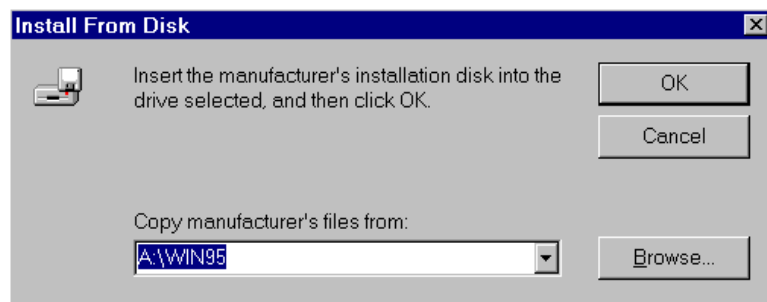 Install From Disk
Insert the manufacturer's installation disk into the
drive selected, and then click OK.
OK
Cancel
Copy manufacturer's files from:
A:\WIN95
Browse...